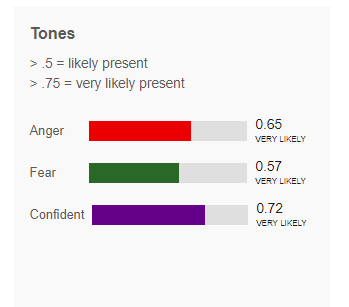 Tones
> .5 = likely present
> .75 = very likely present
Anger
0.65
VERY LIKELY
Fear
0.57
VERY LIKELY
Confident
0.72
VERY LIKELY